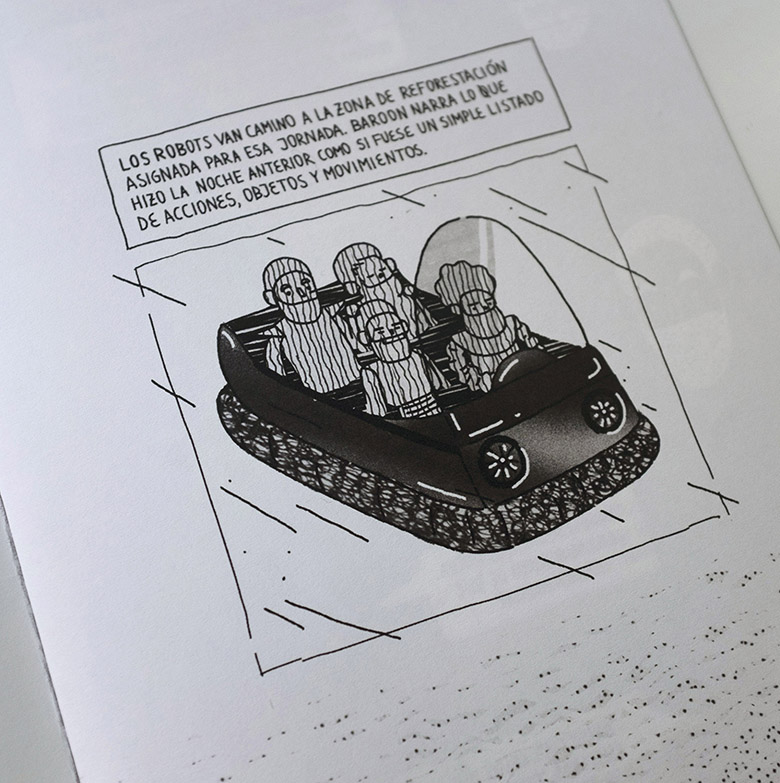 LOS ROBOTS VAN CAMINO A LA ZONA DE REFORESTACIÓN
ASIGNADA PARA ESA JORNADA. BAROON NARRA LO QUE
HIZO LA NOCHE ANTERIOR COMO SI FUESE UN SIMPLE LISTADO
DE ACCIONES, OBJETOS Y MOVIMIENTOS.